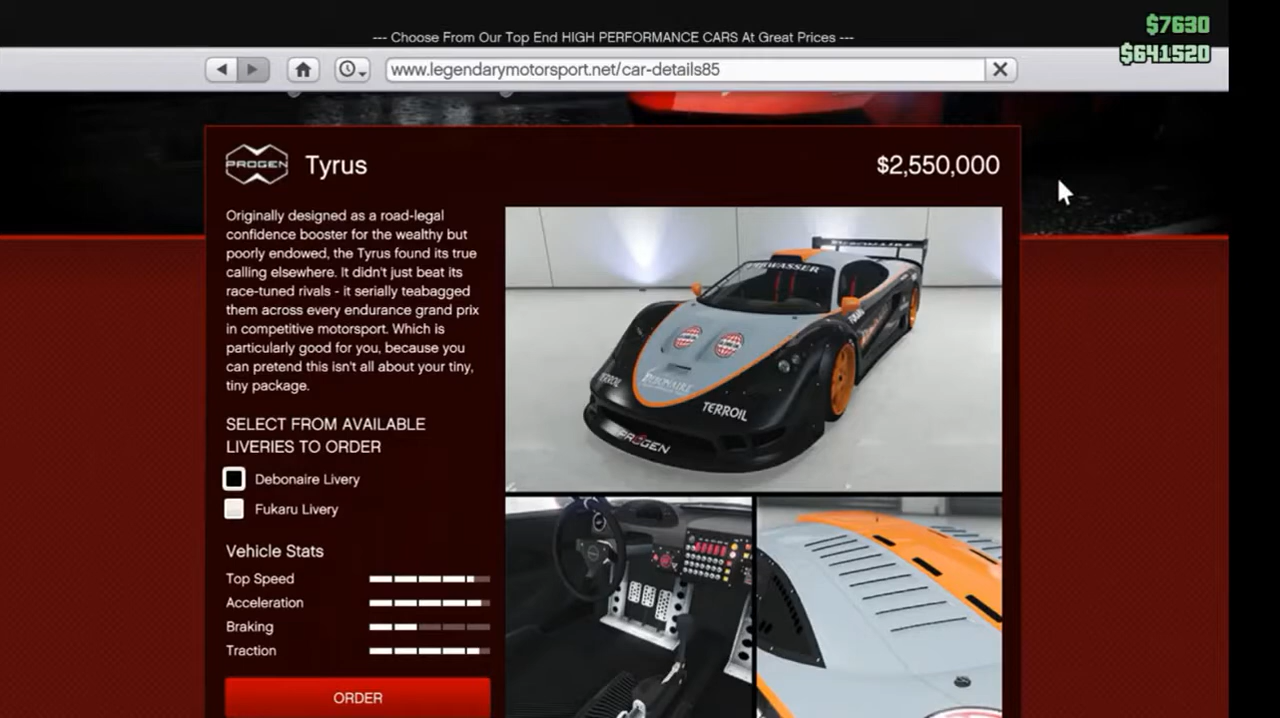 --- Choose From Our Top End HIGH PERFORMANCE CARS At Great Prices ---
$7630
$641520
www.legendarymotorsport.net/car-details85
PROGEN
Tyrus
$2,550,000
Originally designed as a road-legal
confidence booster for the wealthy but
poorly endowed, the Tyrus found its true
calling elsewhere. It didn't just beat its
race-tuned rivals - it serially teabagged
them across every endurance grand prix
in competitive motorsport. Which is
particularly good for you, because you
can pretend this isn't all about your tiny,
tiny package.
SELECT FROM AVAILABLE
LIVERIES TO ORDER
Debonaire Livery
Fukaru Livery
Vehicle Stats
Top Speed
Acceleration
Braking
Traction
ORDER
DEBONAIRE
TERROIL
TERROIL
PROGEN